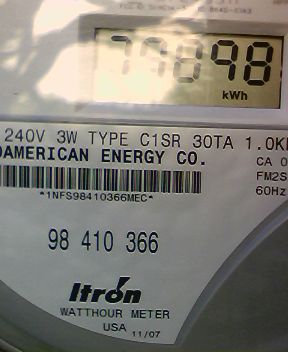 79898
kWh
240V 3W TYPE C1SR 30TA 1.0K
AMERICAN ENERGY CO.
CA 0
FM2S
60Hz
*1NFS98410366MEC*
98 410 366
Itron
WATTHOUR METER
USA 11/07